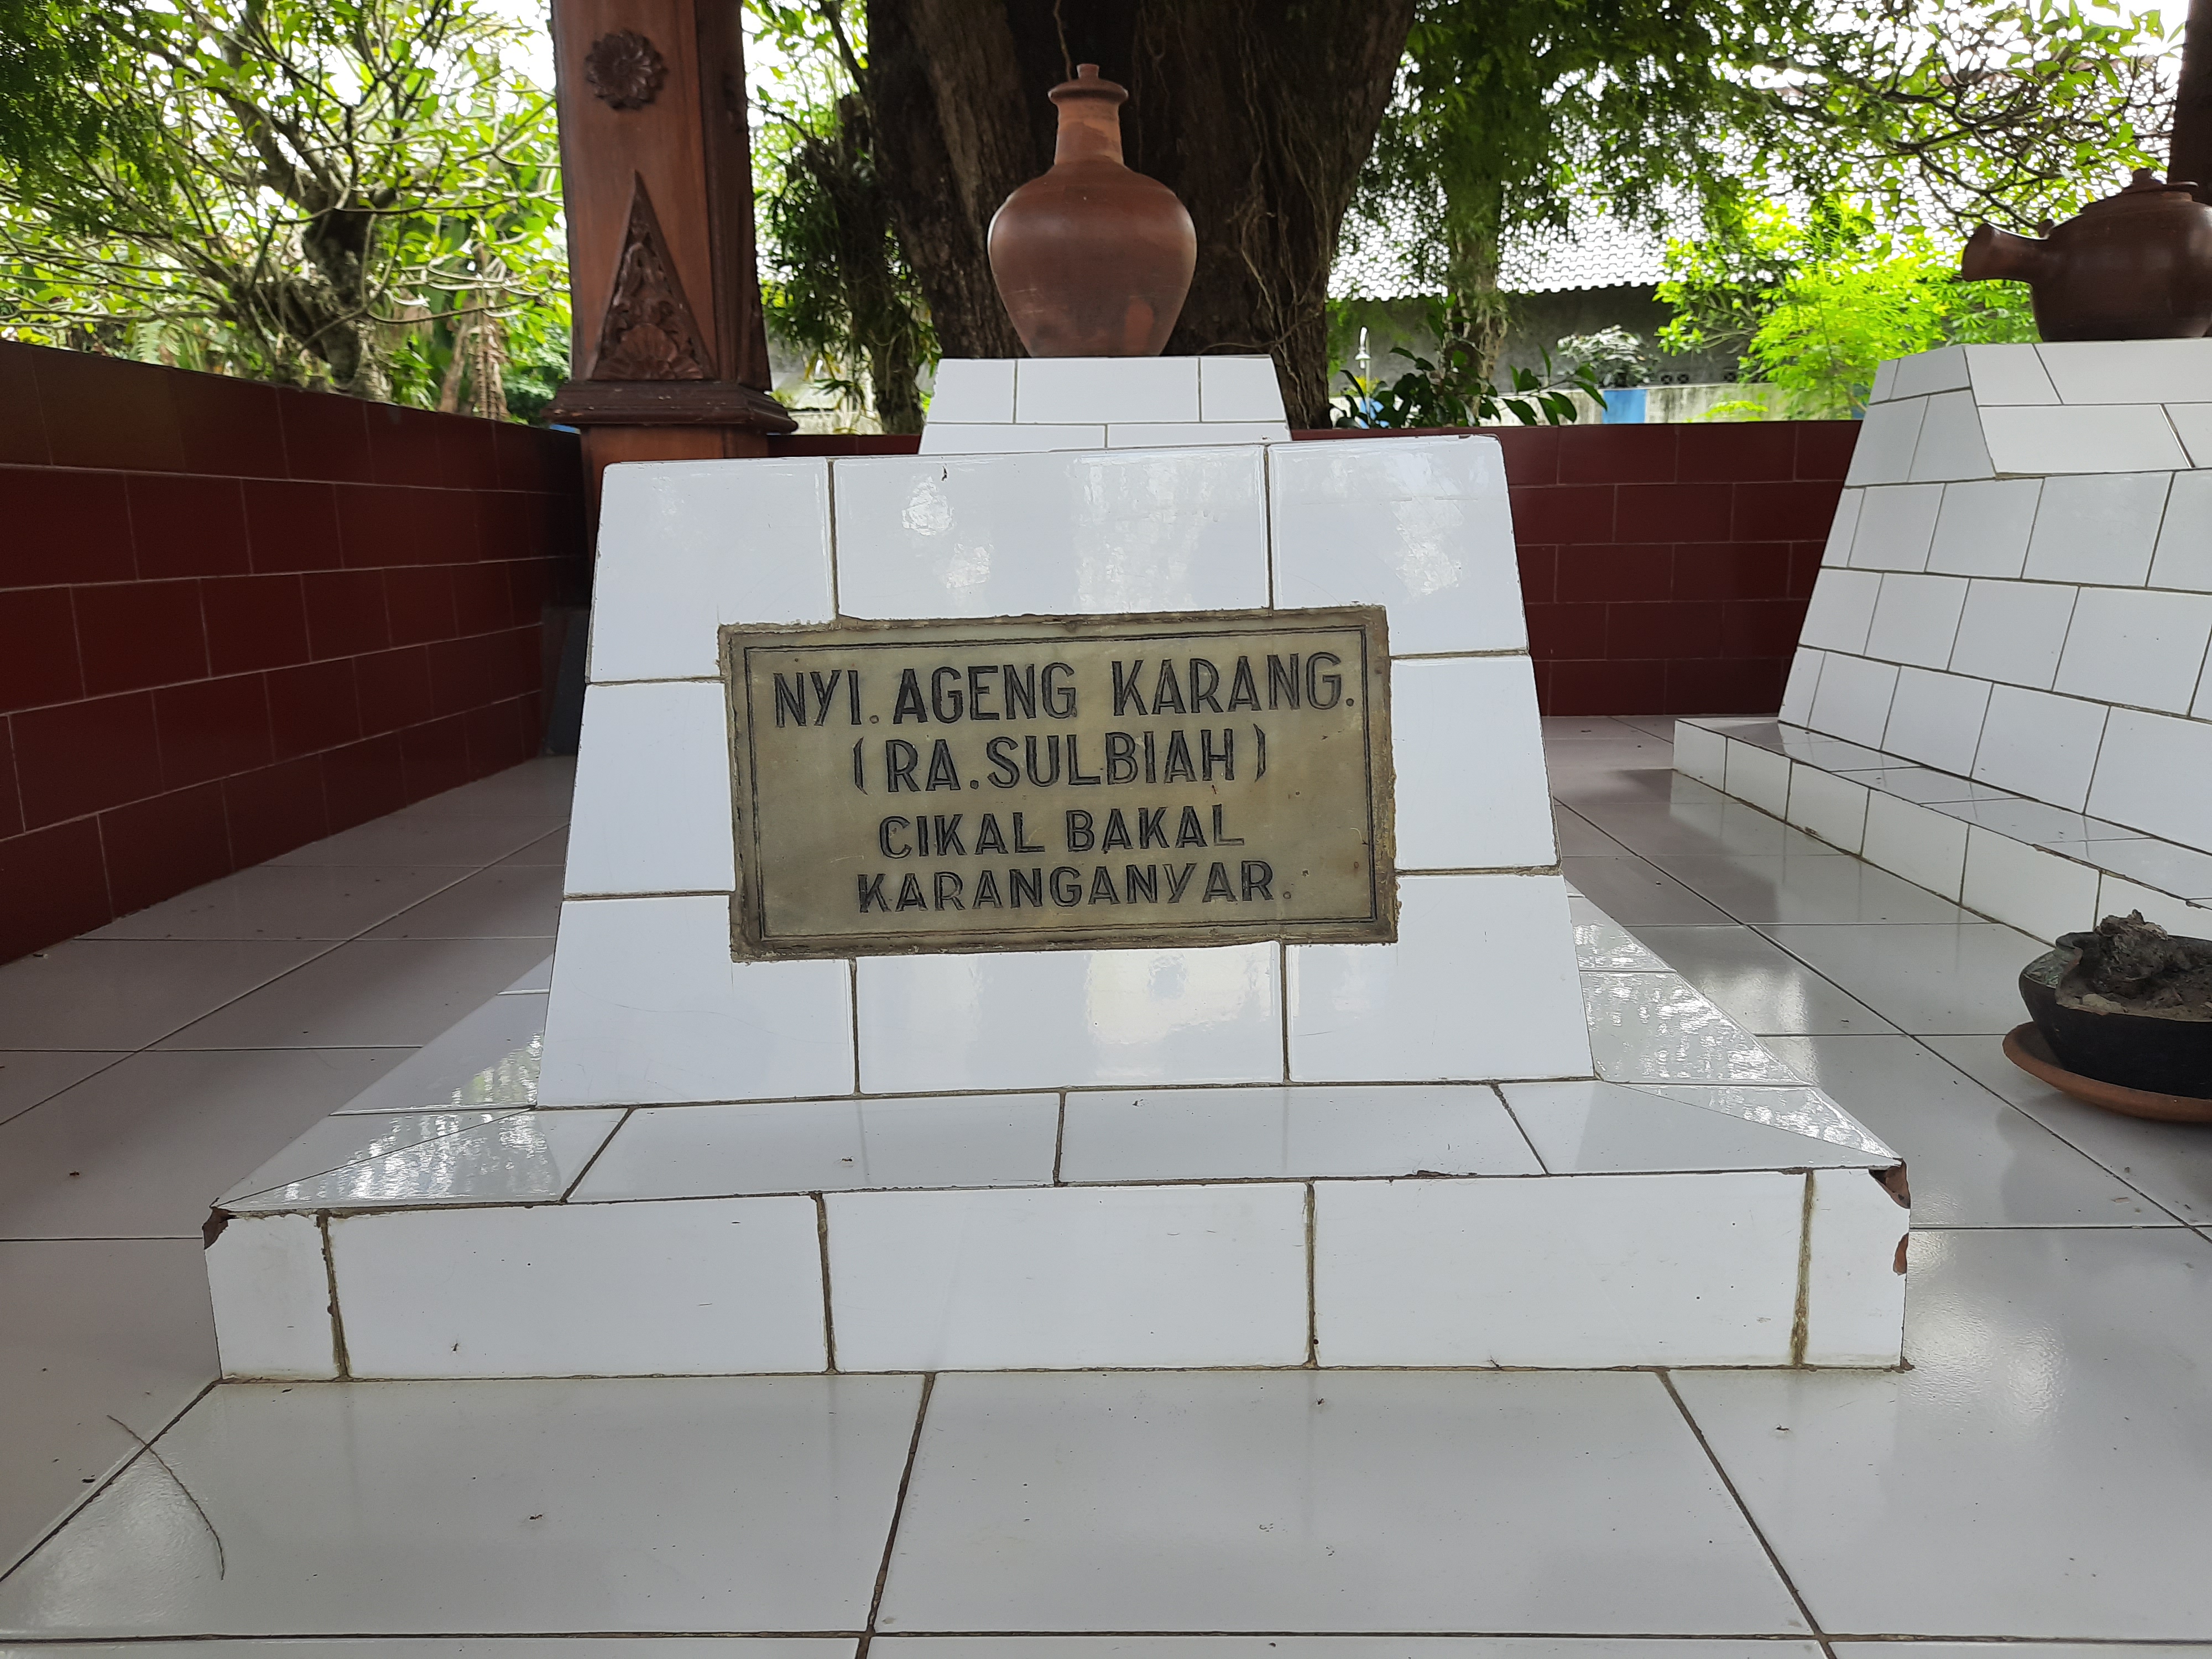 NYI. AGENG KARANG.
(RA. SULBIAH)
CIKAL BAKAL
KARANGANYAR.